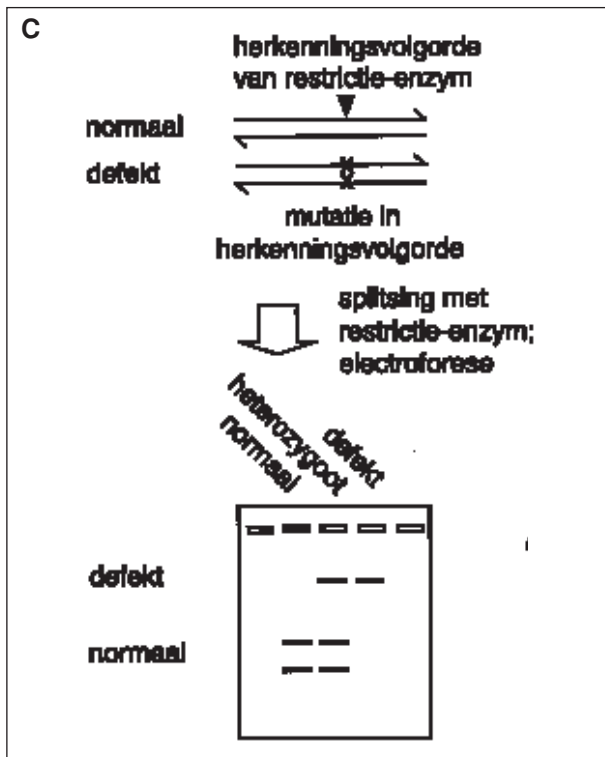 C
herkenningsvolgorde
van restrictie-enzym
normaal
defekt
mutatie in
herkenningsvolgorde
splitsing met
restrictie-enzym;
electroforese
normaal
heterozygoot
defekt
defekt
normaal